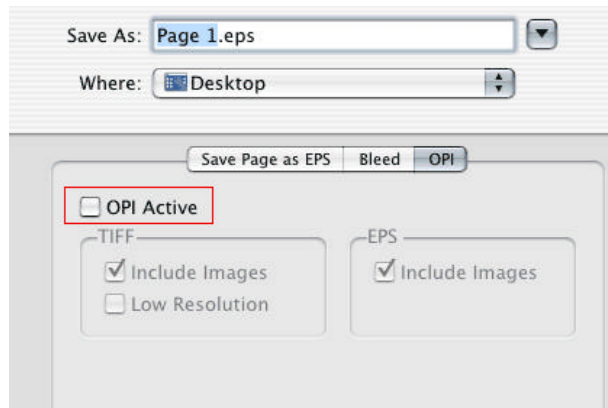 Save As: Page 1.eps
Where: Desktop
Save Page as EPS Bleed OPI
OPI Active
TIFF EPS
Include Images Include Images
Low Resolution